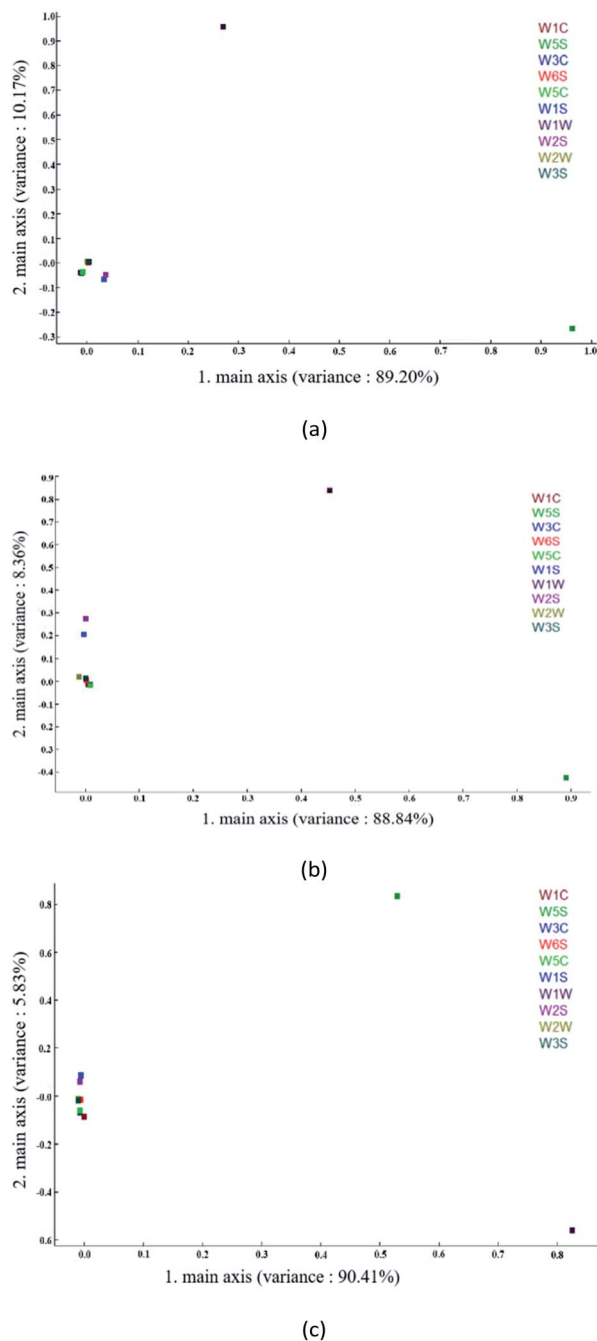 2. main axis (variance : 10.17%)
1.0
0.9
0.8
0.7
0.6
0.5
0.4
0.3
0.2
0.1
-0.0
-0.1
-0.2
-0.3
W1C
W5S
W3C
W6S
W5C
W1S
W1W
W2S
W2W
W3S
0.0 0.1 0.2 0.3 0.4 0.5 0.6 0.7 0.8 0.9 1.0
1. main axis (variance : 89.20%)
(a)
2. main axis (variance : 8.36%)
0.9
0.8
0.7
0.6
0.5
0.4
0.3
0.2
0.1
0.0
-0.1
-0.2
-0.3
-0.4
W1C
W5S
W3C
W6S
W5C
W1S
W1W
W2S
W2W
W3S
0.0 0.1 0.2 0.3 0.4 0.5 0.6 0.7 0.8 0.9
1. main axis (variance : 88.84%)
(b)
2. main axis (variance : 5.83%)
0.8
0.6
0.4
0.2
-0.0
-0.2
-0.4
0.6
W1C
W5S
W3C
W6S
W5C
W1S
W1W
W2S
W2W
W3S
0.0 0.1 0.2 0.3 0.4 0.5 0.6 0.7 0.8
1. main axis (variance : 90.41%)
(c)